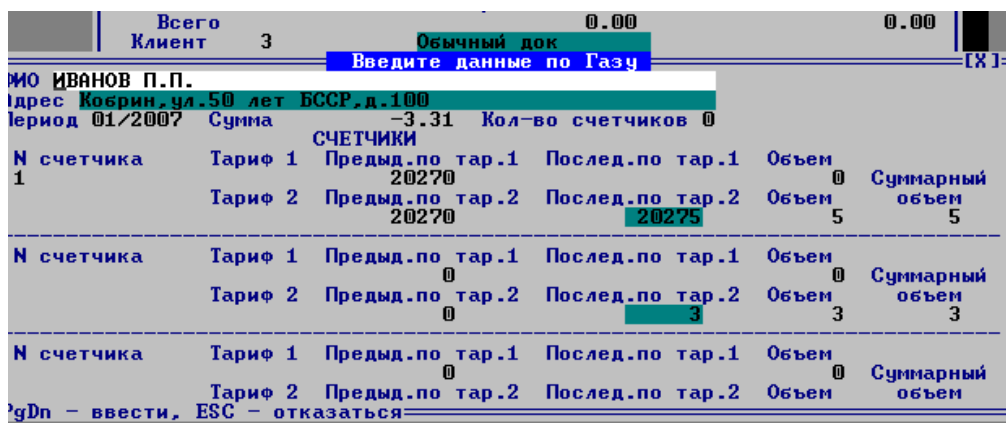 Всего 0.00 0.00
Клиент 3 Обычный док
Введите данные по Газу [X]
ФИО ИВАНОВ П.П.
Адрес Кобрин,ул.50 лет БССР,д.100
Период 01/2007 Сумма -3.31 Кол-во счетчиков 0
СЧЕТЧИКИ
N счетчика Тариф 1 Предыд.по тар.1 Послед.по тар.1 Объем
1 20270 0 Суммарный
Тариф 2 Предыд.по тар.2 Послед.по тар.2 Объем объем
20270 20275 5 5
N счетчика Тариф 1 Предыд.по тар.1 Послед.по тар.1 Объем
0 0 Суммарный
Тариф 2 Предыд.по тар.2 Послед.по тар.2 Объем объем
0 3 3 3
N счетчика Тариф 1 Предыд.по тар.1 Послед.по тар.1 Объем
0 0 Суммарный
Тариф 2 Предыд.по тар.2 Послед.по тар.2 Объем объем
PgDn - ввести, ESC - отказаться